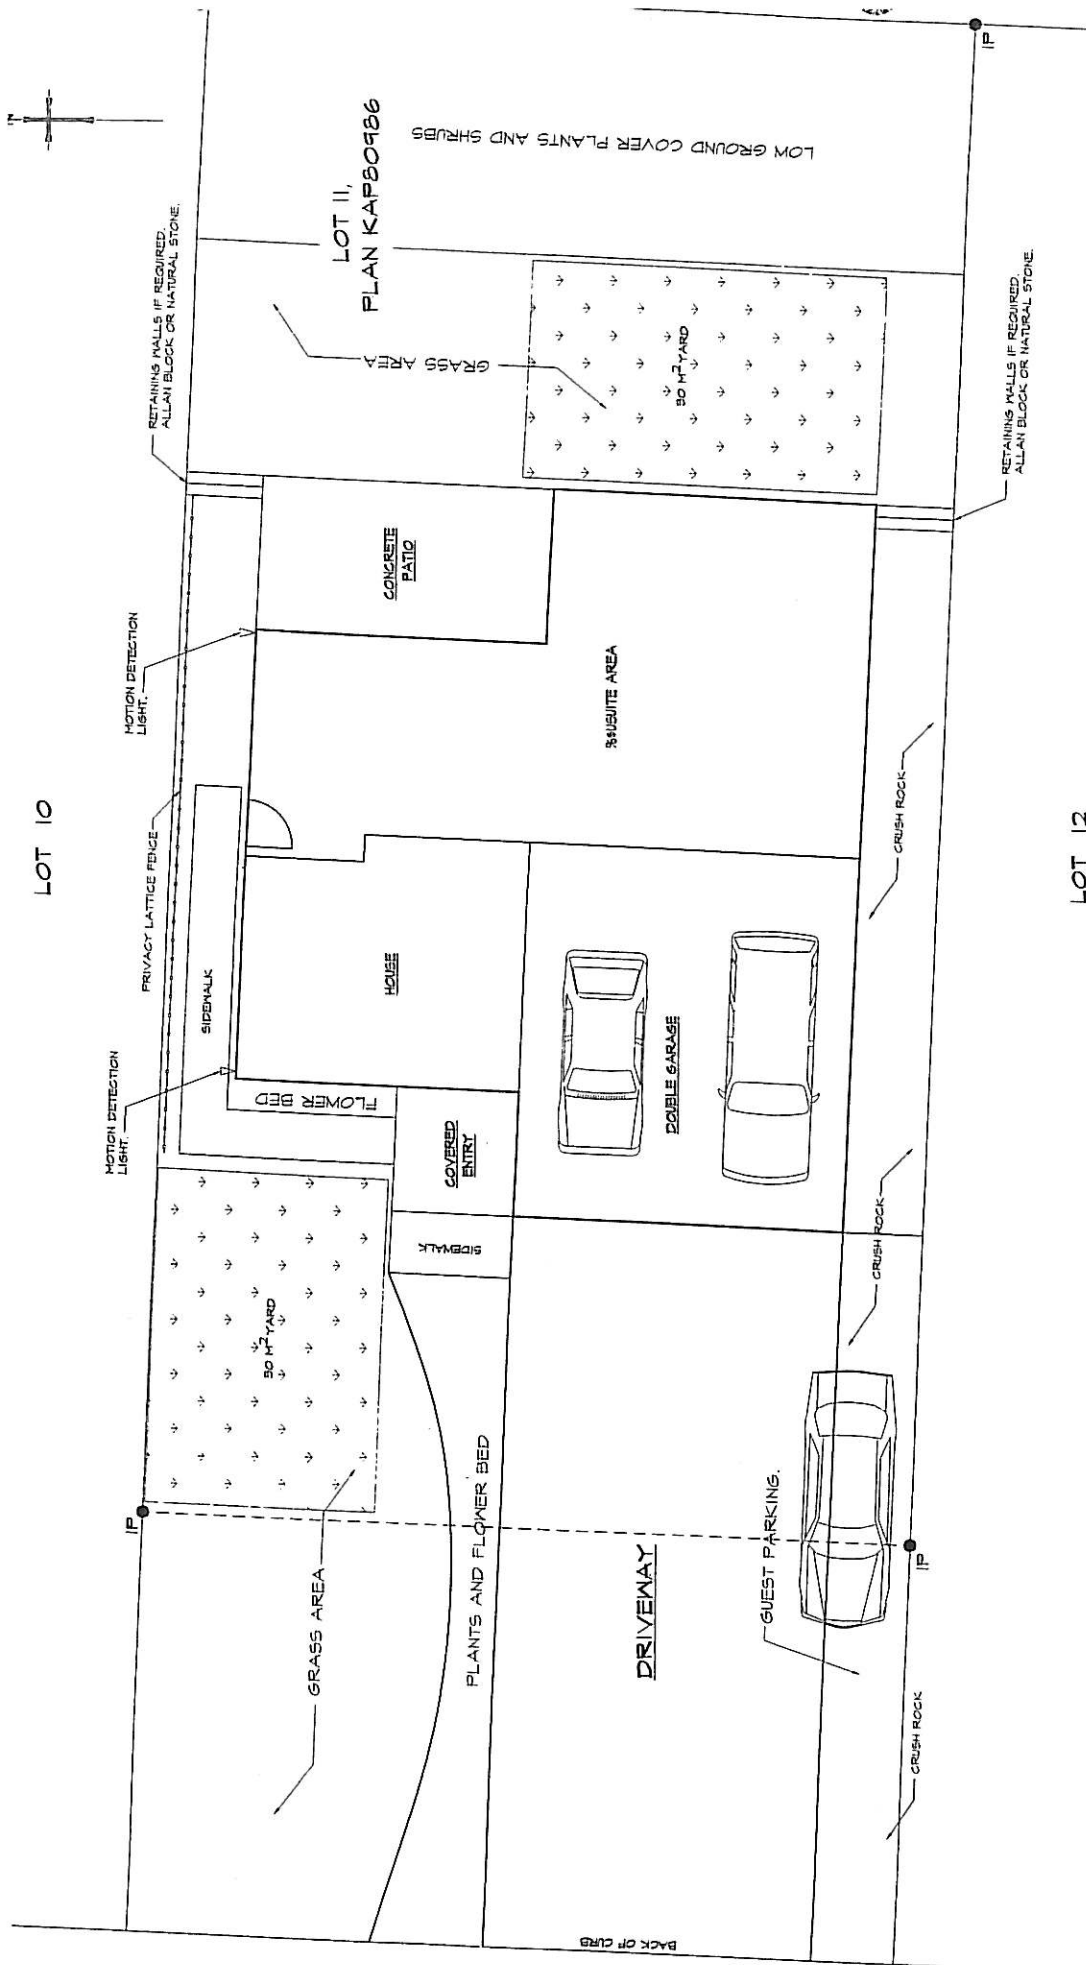 N
LOT 10
LOT 11,
PLAN KAP80986
LOW GROUND COVER PLANTS AND SHRUBS
IP
RETAINING WALLS IF REQUIRED.
ALLAN BLOCK OR NATURAL STONE.
GRASS AREA
90 M² YARD
RETAINING WALLS IF REQUIRED.
ALLAN BLOCK OR NATURAL STONE.
CONCRETE
PATIO
MOTION DETECTION
LIGHT.
%%USUITE AREA
PRIVACY LATTICE FENCE
SIDEWALK
HOUSE
CRUSH ROCK
LOT 12
MOTION DETECTION
LIGHT.
FLOWER BED
COVERED
ENTRY
DOUBLE GARAGE
SIDEWALK
CRUSH ROCK
90 M² YARD
IP
GRASS AREA
PLANTS AND FLOWER BED
DRIVEWAY
GUEST PARKING.
IP
CRUSH ROCK
BACK OF CURB